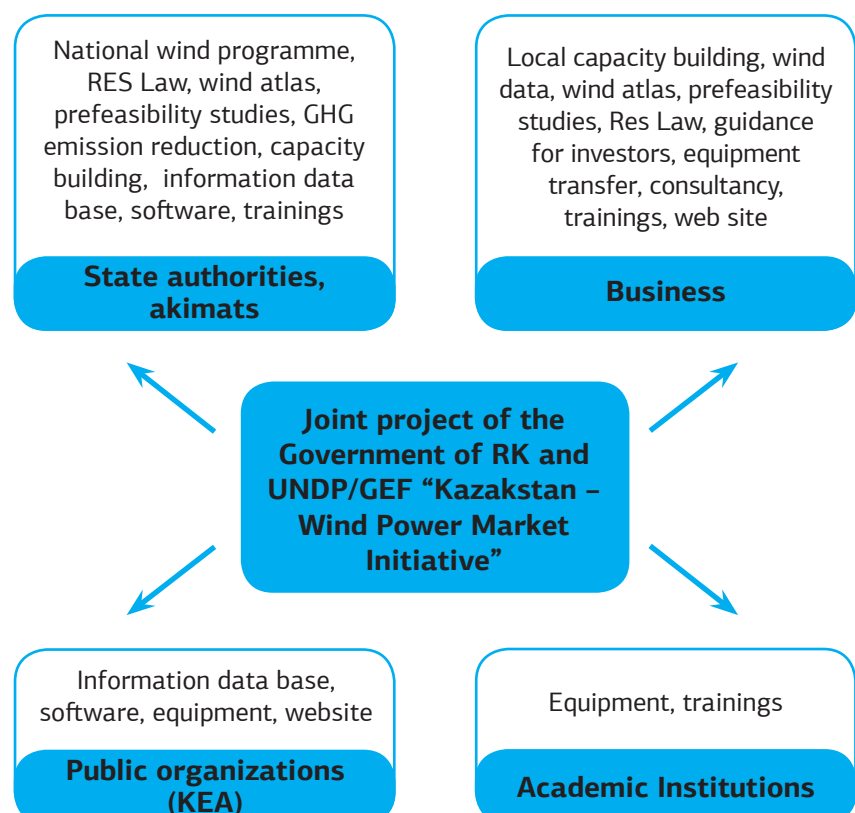 National wind programme,
RES Law, wind atlas,
prefeasibility studies, GHG
emission reduction, capacity
building, information data
base, software, trainings
State authorities,
akimats
Local capacity building, wind
data, wind atlas, prefeasibility
studies, Res Law, guidance
for investors, equipment
transfer, consultancy,
trainings, web site
Business
Joint project of the
Government of RK and
UNDP/GEF “Kazakstan –
Wind Power Market
Initiative”
Information data base,
software, equipment, website
Public organizations
(KEA)
Equipment, trainings
Academic Institutions